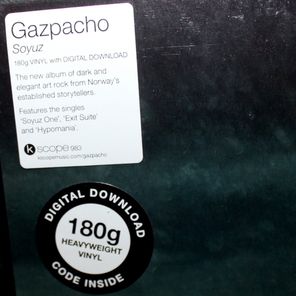 Gazpacho
Soyuz
180g VINYL with DIGITAL DOWNLOAD
The new album of dark and
elegant art rock from Norway's
established storytellers.
Features the singles
'Soyuz One', 'Exit Suite'
and 'Hypomania'.
kscope 983
kscopemusic.com/gazpacho
DIGITAL DOWNLOAD
180g
HEAVYWEIGHT
VINYL
CODE INSIDE